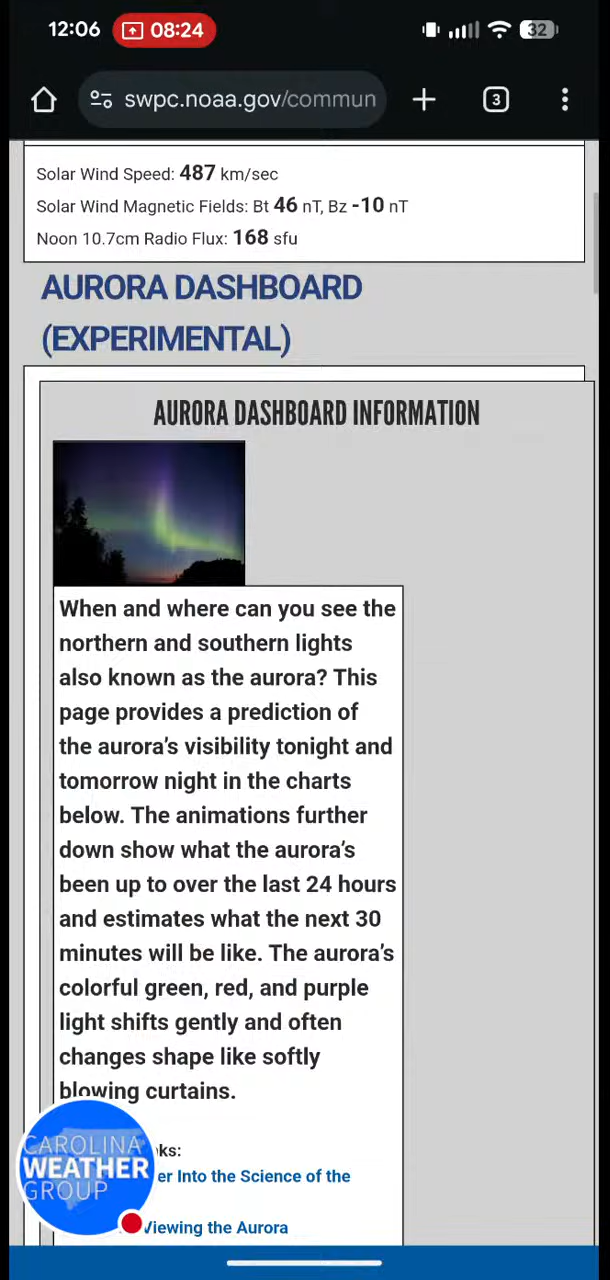 12:06 08:24 32
swpc.noaa.gov/commun 3
Solar Wind Speed: 487 km/sec
Solar Wind Magnetic Fields: Bt 46 nT, Bz -10 nT
Noon 10.7cm Radio Flux: 168 sfu
AURORA DASHBOARD
(EXPERIMENTAL)
AURORA DASHBOARD INFORMATION
When and where can you see the
northern and southern lights
also known as the aurora? This
page provides a prediction of
the aurora's visibility tonight and
tomorrow night in the charts
below. The animations further
down show what the aurora's
been up to over the last 24 hours
and estimates what the next 30
minutes will be like. The aurora's
colorful green, red, and purple
light shifts gently and often
changes shape like softly
blowing curtains.
CAROLINA
WEATHER
GROUP
ks:
er Into the Science of the
Viewing the Aurora